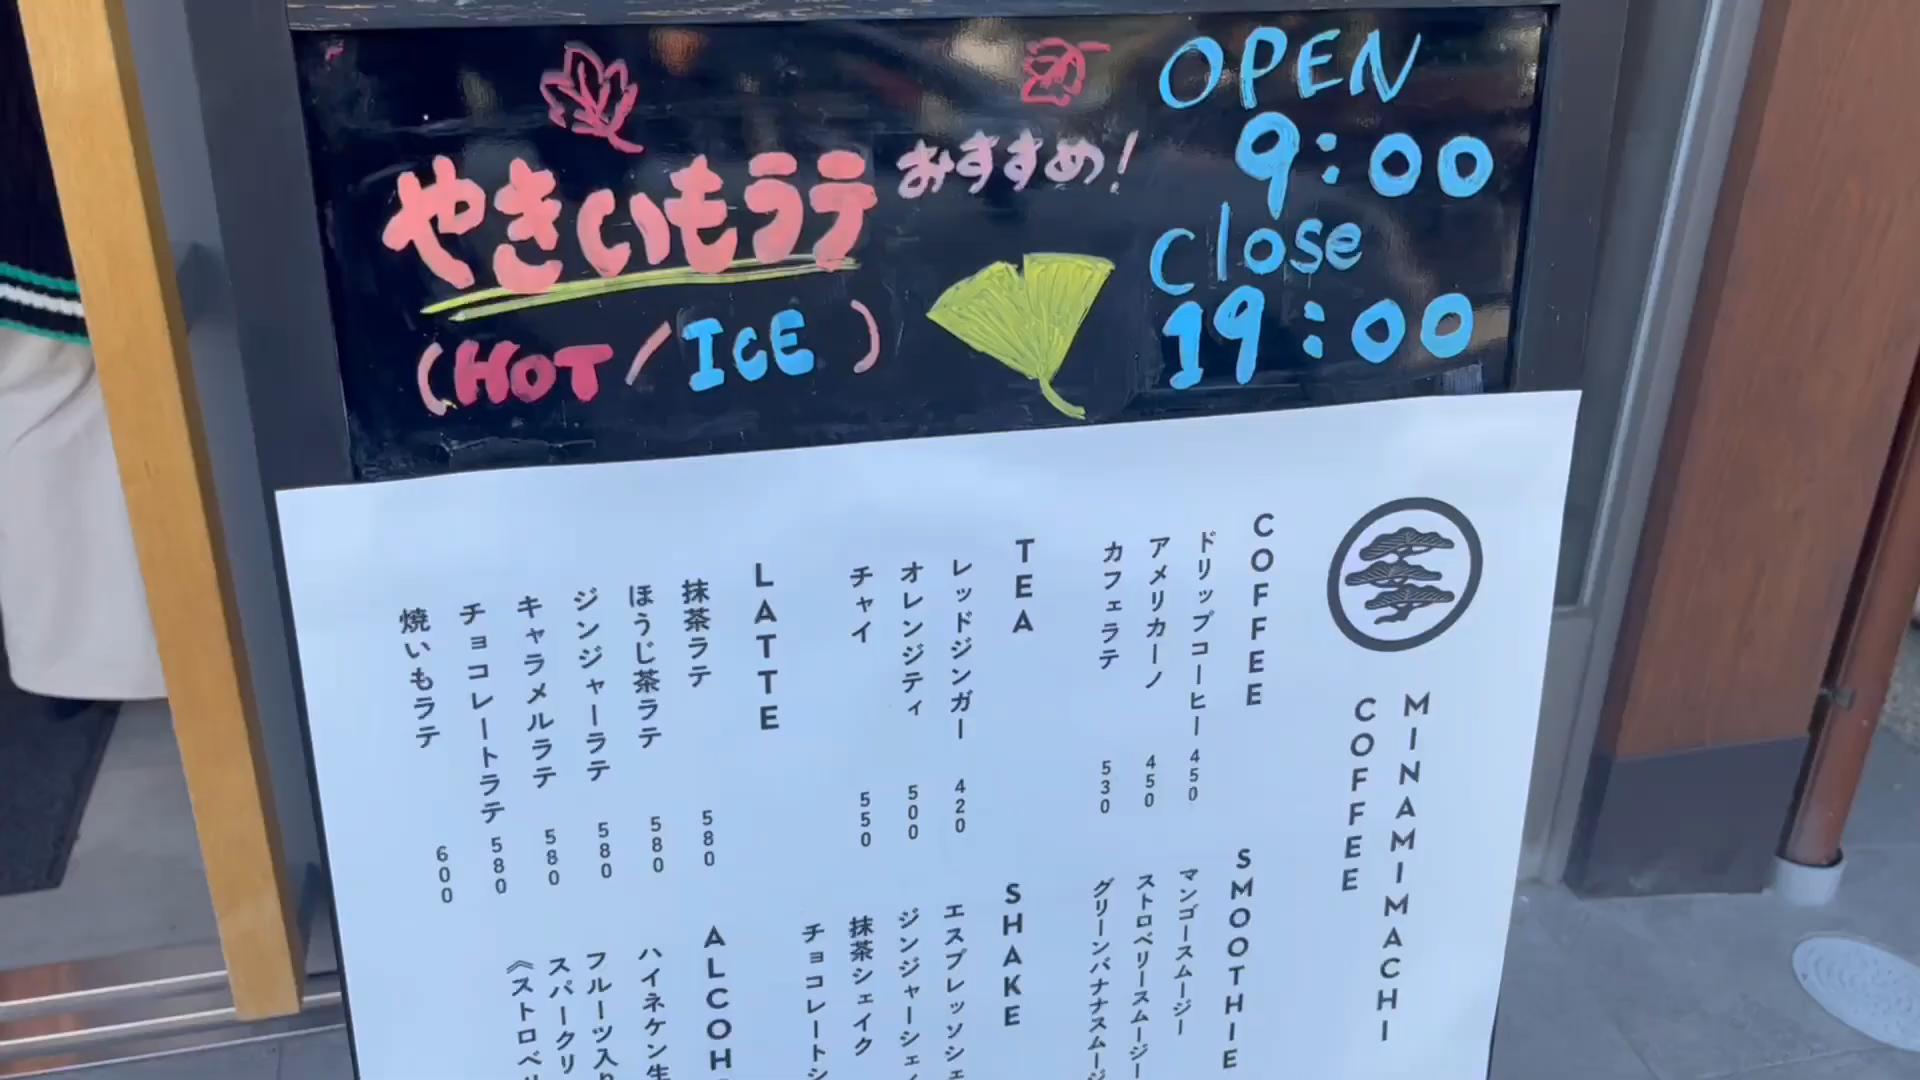 やきいもラテ
おすすめ!
(HOT/ICE)
OPEN
9:00
Close
19:00
MINAMIMACHI
COFFEE
COFFEE
ドリップコーヒー 450
アメリカーノ 450
カフェラテ 530
TEA
レッドジンガー 420
オレンジティ 500
チャイ 550
LATTE
抹茶ラテ 580
ほうじ茶ラテ 580
ジンジャーラテ 580
キャラメルラテ 580
チョコレートラテ 580
焼いもラテ 600
SMOOTHIE
マンゴースムージー
ストロベリースムージー
グリーンバナナスムージ
SHAKE
エスプレッソシェ
ジンジャーシェイ
抹茶シェイク
チョコレートシ
ALCOH
ハイネケン生
フルーツ入り
スパークリ
《ストロベリ